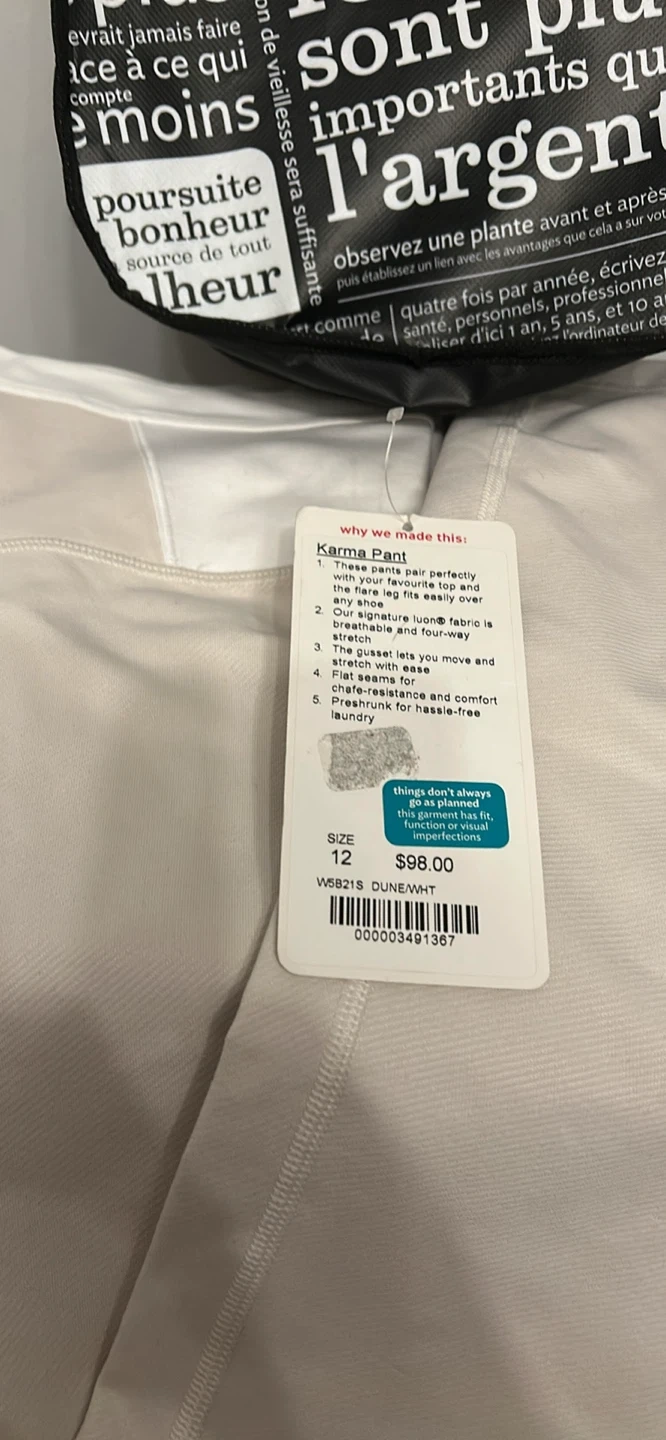 evrait jamais faire
ace à ce qui
compte
moins
on de vieillesse sera suffisante
poursuite
bonheur
source de tout
lheur
sont plu
importants qu
l'argent
observez une plante avant et après
puis établissez un lien avec les avantages que cela a sur vo
comme
quatre fois par année, écrivez
santé, personnels, professionne
d'ici 1 an, 5 ans, et 10 a
l'ordinateur de
why we made this:
Karma Pant
1. These pants pair perfectly
with your favourite top and
the flare leg fits easily over
any shoe
2. Our signature luon® fabric is
breathable and four-way
stretch
3. The gusset lets you move and
stretch with ease
4. Flat seams for
chafe-resistance and comfort
5. Preshrunk for hassle-free
laundry
things don't always
go as planned
this garment has fit,
function or visual
imperfections
SIZE
12 $98.00
W5B21S DUNE/WHT
000003491367